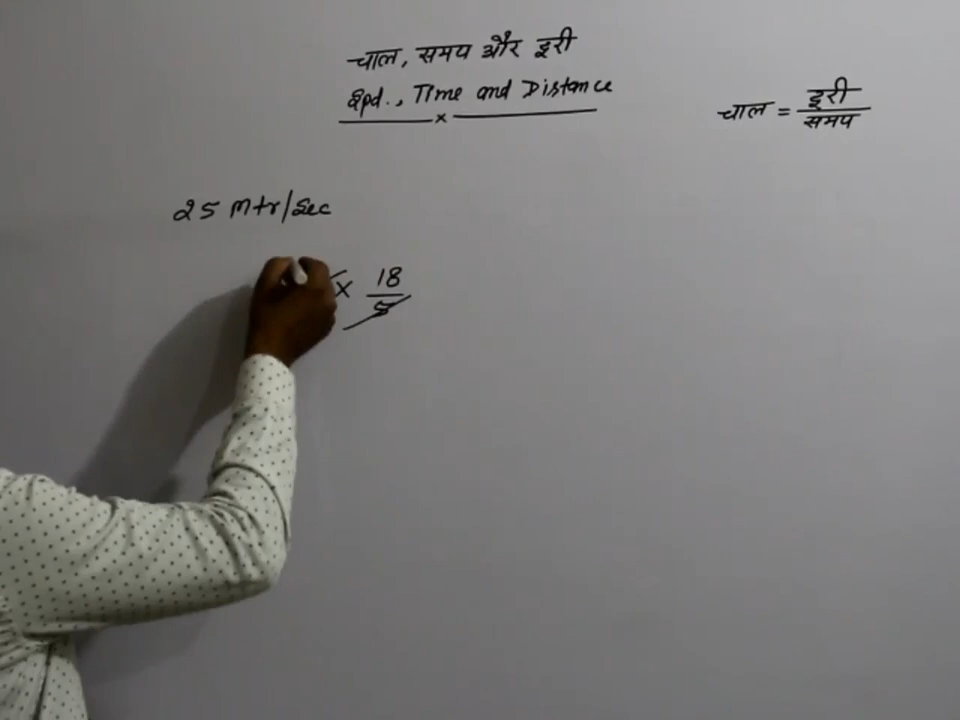 चाल, समय और दूरी
Spd., Time and Distance
x
चाल = दूरी
समय
25 Mtr/Sec
x 18
5